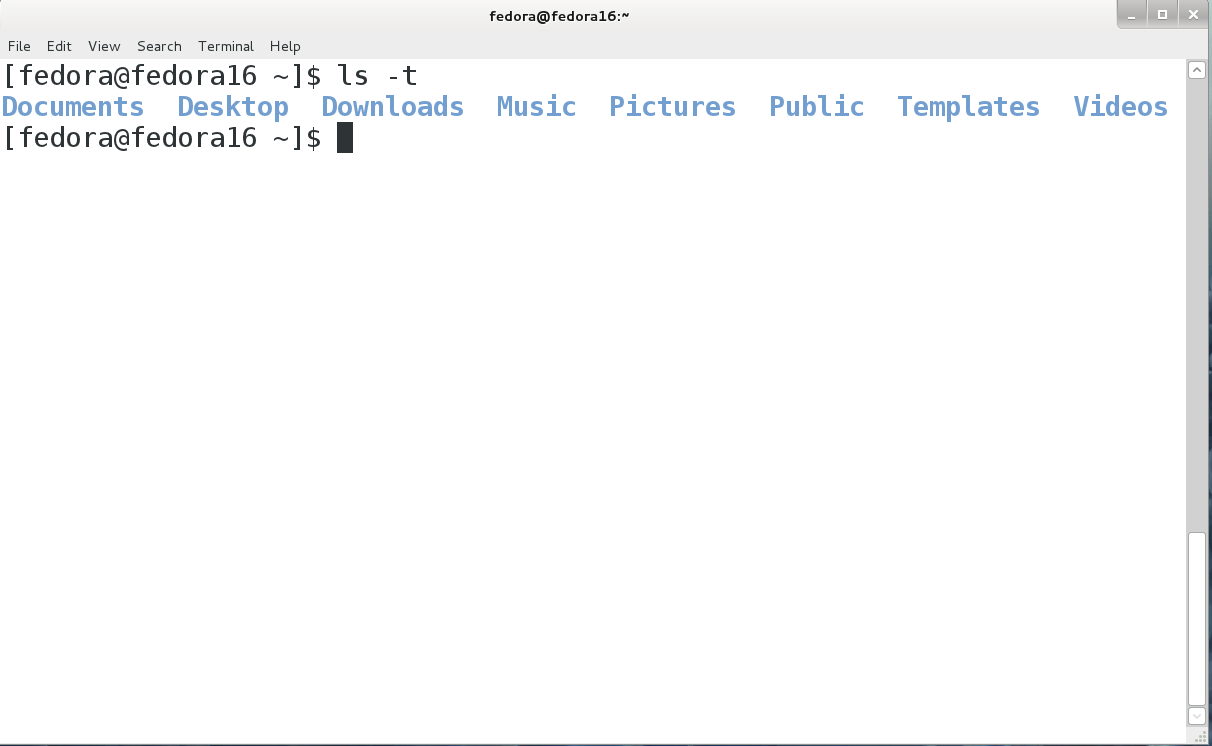 fedora@fedora16:~
File Edit View Search Terminal Help
[fedora@fedora16 ~]$ ls -t
Documents  Desktop  Downloads  Music  Pictures  Public  Templates  Videos
[fedora@fedora16 ~]$